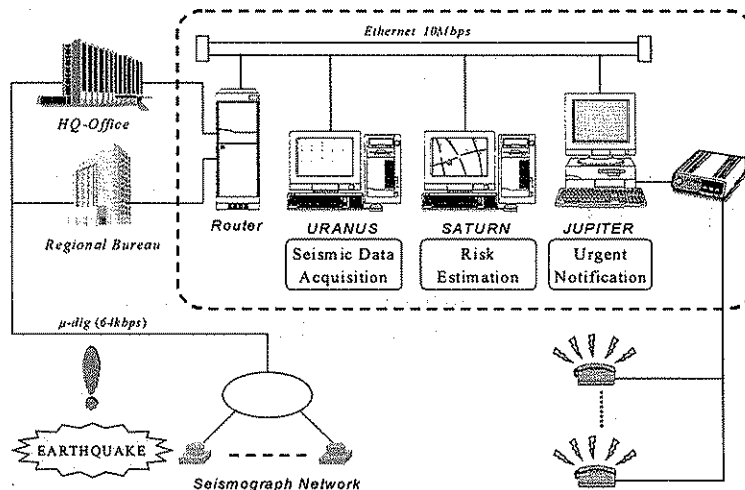 Ethernet 10Mbps
HQ-Office
Regional Bureau
Router
URANUS
SATURN
JUPITER
Seismic Data
Acquisition
Risk
Estimation
Urgent
Notification
μ-dig (64kbps)
EARTHQUAKE
Seismograph Network